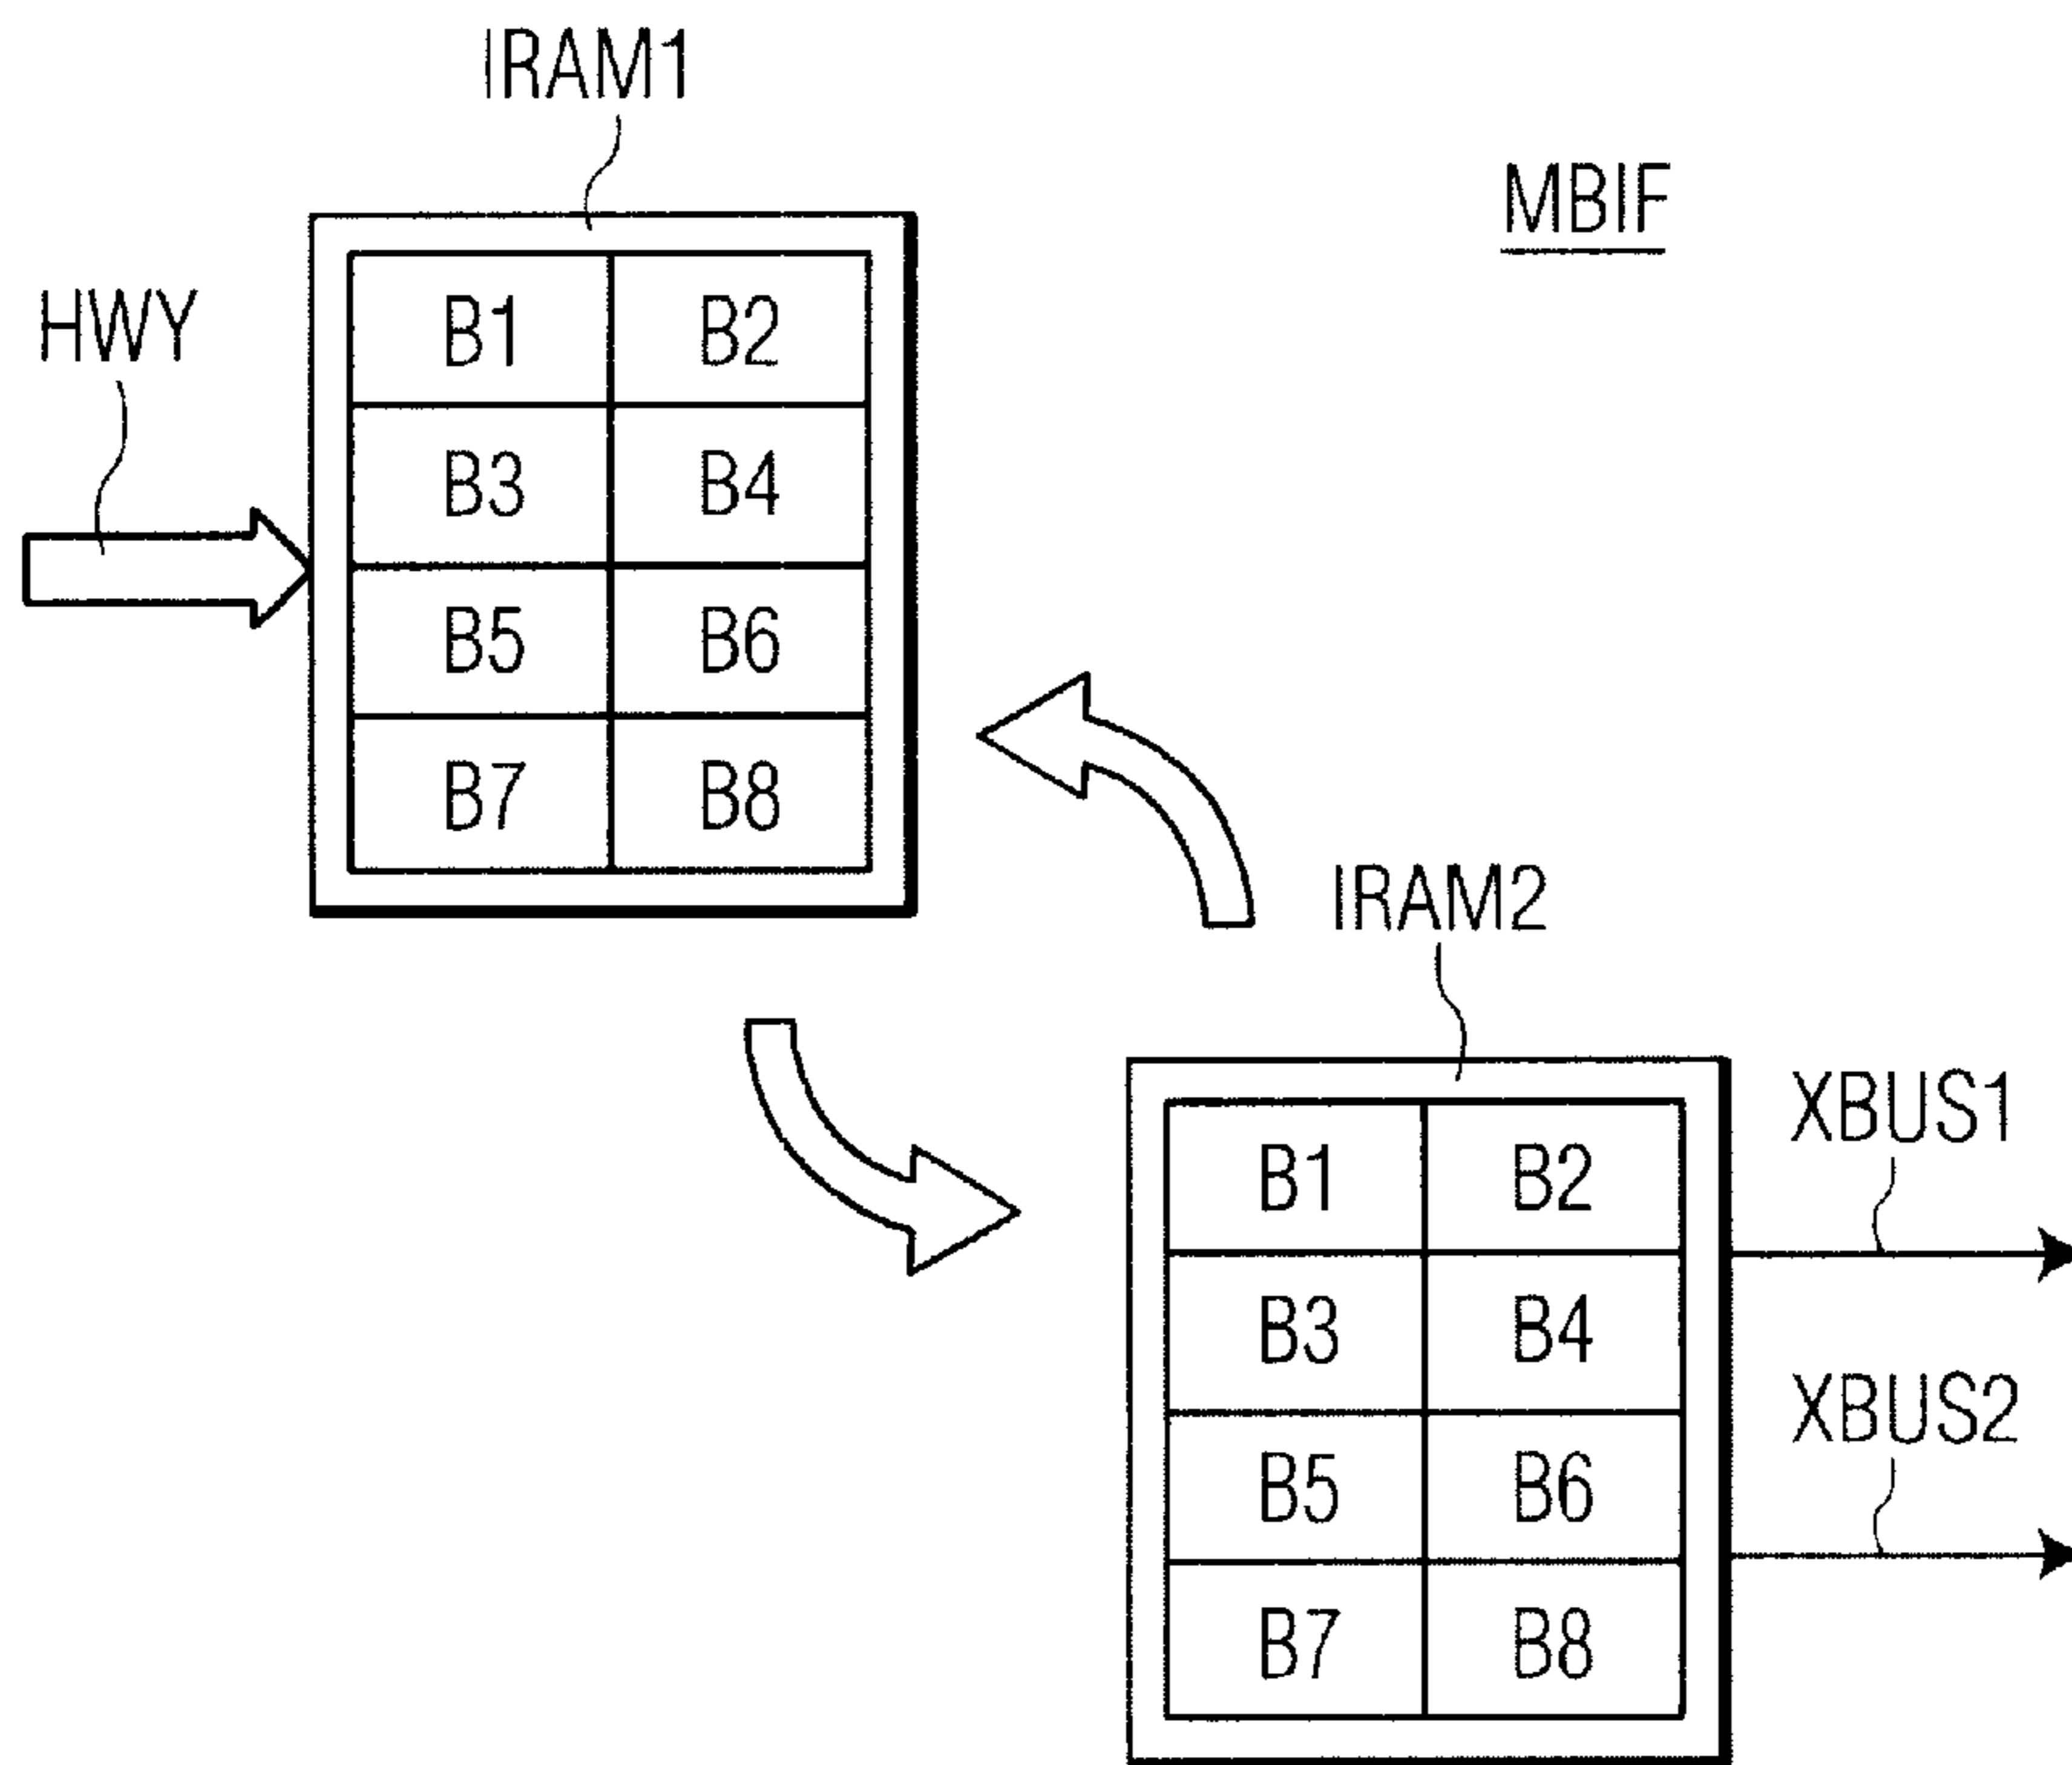 IRAM1
MBIF
HWY
B1 B2
B3 B4
B5 B6
B7 B8
IRAM2
XBUS1
B1 B2
B3 B4
XBUS2
B5 B6
B7 B8